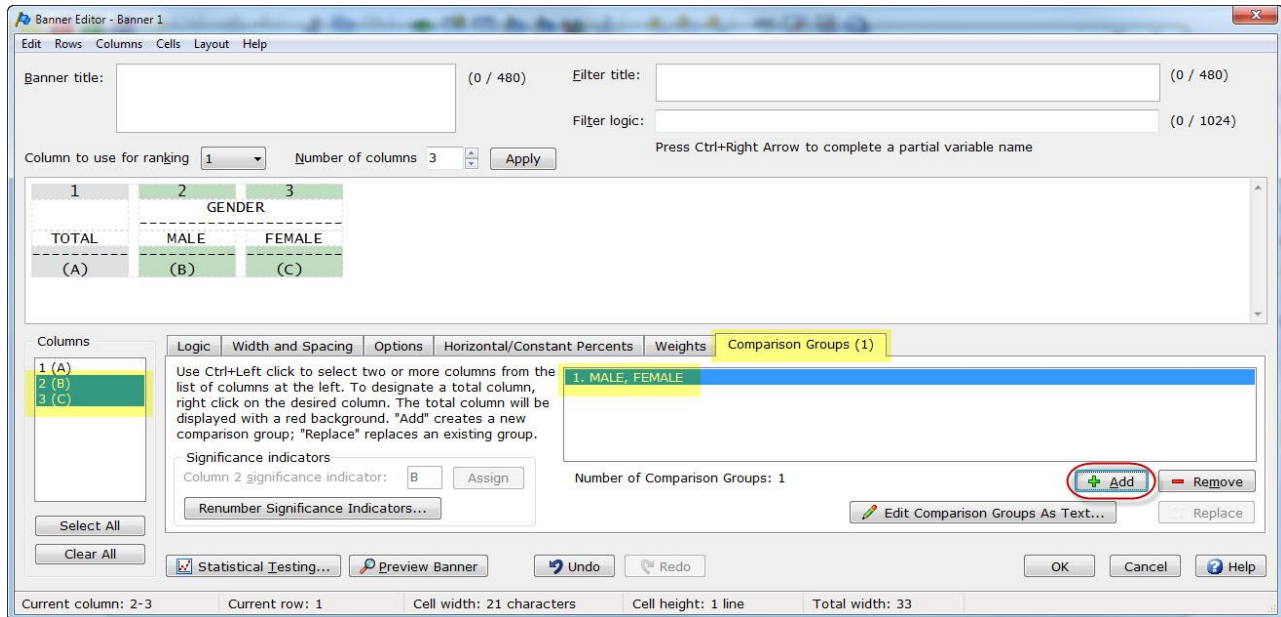 Banner Editor - Banner 1
Edit Rows Columns Cells Layout Help
Banner title: (0 / 480) Filter title: (0 / 480)
Filter logic: (0 / 1024)
Press Ctrl+Right Arrow to complete a partial variable name
Column to use for ranking 1 Number of columns 3 Apply
1 2 3
GENDER
TOTAL MALE FEMALE
(A) (B) (C)
Columns
1 (A)
2 (B)
3 (C)
Select All
Clear All
Logic Width and Spacing Options Horizontal/Constant Percents Weights Comparison Groups (1)
Use Ctrl+Left click to select two or more columns from the
list of columns at the left. To designate a total column,
right click on the desired column. The total column will be
displayed with a red background. "Add" creates a new
comparison group; "Replace" replaces an existing group.
Significance indicators
Column 2 significance indicator: B Assign
Renumber Significance Indicators...
1. MALE, FEMALE
Number of Comparison Groups: 1
Add Remove
Edit Comparison Groups As Text... Replace
Statistical Testing... Preview Banner Undo Redo OK Cancel Help
Current column: 2-3 Current row: 1 Cell width: 21 characters Cell height: 1 line Total width: 33